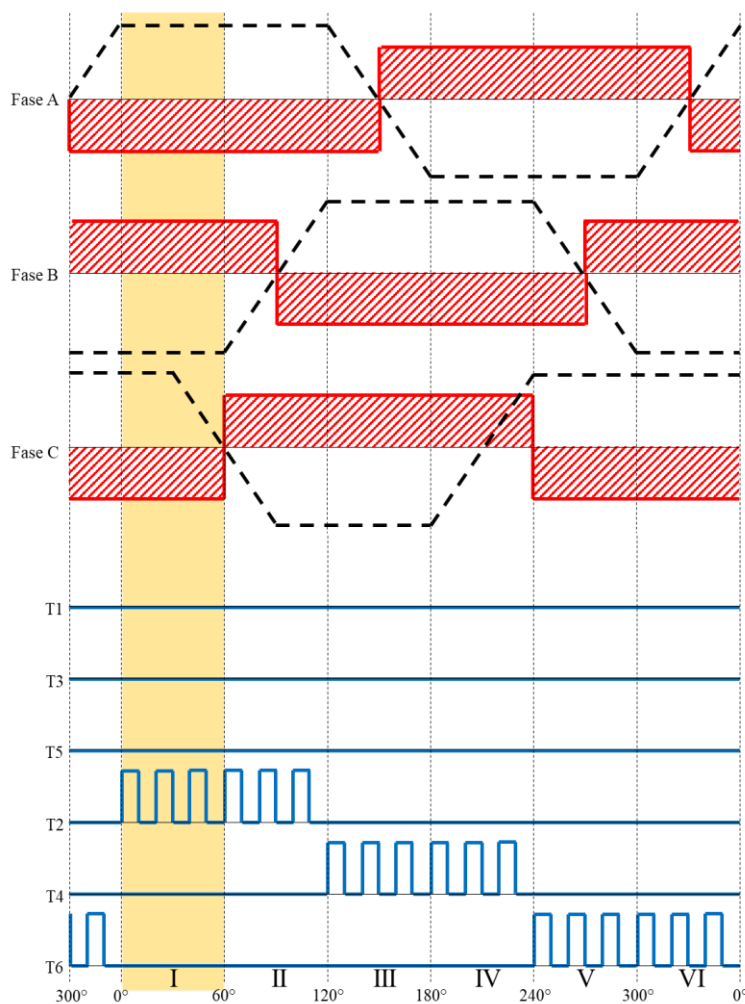 Fase A
Fase B
Fase C
T1
T3
T5
T2
T4
T6
I II III IV V VI
300° 0° 60° 120° 180° 240° 300° 0°